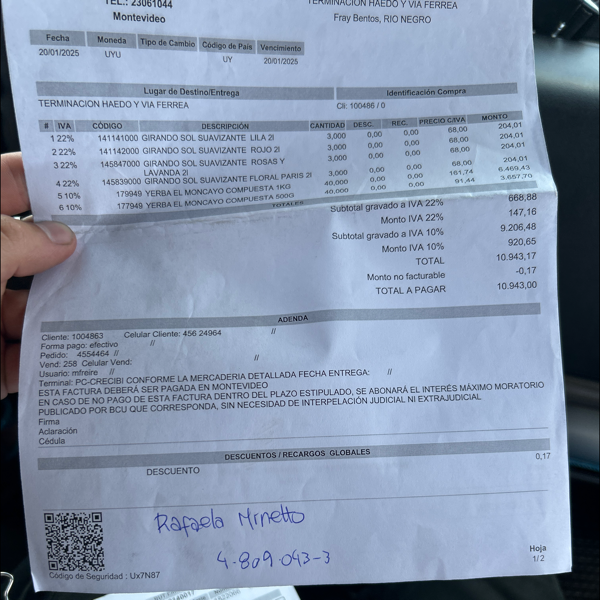 TEL.: 23061044
Montevideo
TERMINACION HAEDO Y VIA FERREA
Fray Bentos, RIO NEGRO
Fecha Moneda Tipo de Cambio Código de País Vencimiento
20/01/2025 UYU UY 20/01/2025
Lugar de Destino/Entrega Identificación Compra
TERMINACION HAEDO Y VIA FERREA Cli: 100486 / 0
# IVA CÓDIGO DESCRIPCIÓN CANTIDAD DESC. REC. PRECIO C/IVA MONTO
1 22% 141141000 GIRANDO SOL SUAVIZANTE LILA 2l 3,000 0,00 0,00 68,00 204,01
2 22% 141142000 GIRANDO SOL SUAVIZANTE ROJO 2l 3,000 0,00 0,00 68,00 204,01
3 22% 145847000 GIRANDO SOL SUAVIZANTE ROSAS Y LAVANDA 2l 3,000 0,00 0,00 68,00 204,01
4 22% 145839000 GIRANDO SOL SUAVIZANTE FLORAL PARIS 2l
5 10% 179949 YERBA EL MONCAYO COMPUESTA 1KG 40,000 0,00 0,00 161,74 6.469,43
6 10% 177949 YERBA EL MONCAYO COMPUESTA 500G 40,000 0,00 0,00 91,44 3.657,70
TOTALES
Subtotal gravado a IVA 22% 668,88
Monto IVA 22% 147,16
Subtotal gravado a IVA 10% 9.206,48
Monto IVA 10% 920,65
TOTAL 10.943,17
Monto no facturable -0,17
TOTAL A PAGAR 10.943,00
ADENDA
Cliente: 1004863 Celular Cliente: 456 24964 //
Forma pago: efectivo //
Pedido: 4554464 //
Vend: 258 Celular Vend: //
Usuario: mfreire //
Terminal: PC-CRECIBI CONFORME LA MERCADERIA DETALLADA FECHA ENTREGA: //
ESTA FACTURA DEBERÁ SER PAGADA EN MONTEVIDEO
EN CASO DE NO PAGO DE ESTA FACTURA DENTRO DEL PLAZO ESTIPULADO, SE ABONARÁ EL INTERÉS MÁXIMO MORATORIO
PUBLICADO POR BCU QUE CORRESPONDA, SIN NECESIDAD DE INTERPELACIÓN JUDICIAL NI EXTRAJUDICIAL
Firma
Aclaración
Cédula
DESCUENTOS / RECARGOS GLOBALES
DESCUENTO 0,17
Rafaela Minetto
4-809-043-3
Hoja
1/2
Código de Seguridad : Ux7N87